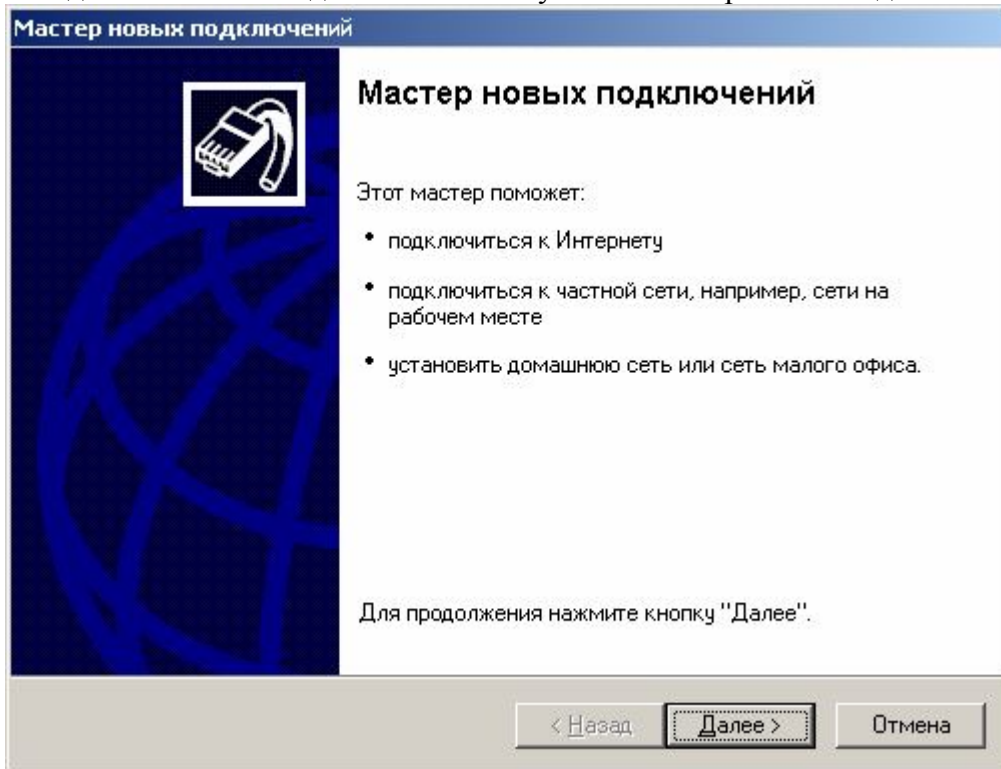 Мастер новых подключений
Мастер новых подключений
Этот мастер поможет:
• подключиться к Интернету
• подключиться к частной сети, например, сети на
рабочем месте
• установить домашнюю сеть или сеть малого офиса.
Для продолжения нажмите кнопку "Далее".
< Назад
Далее >
Отмена